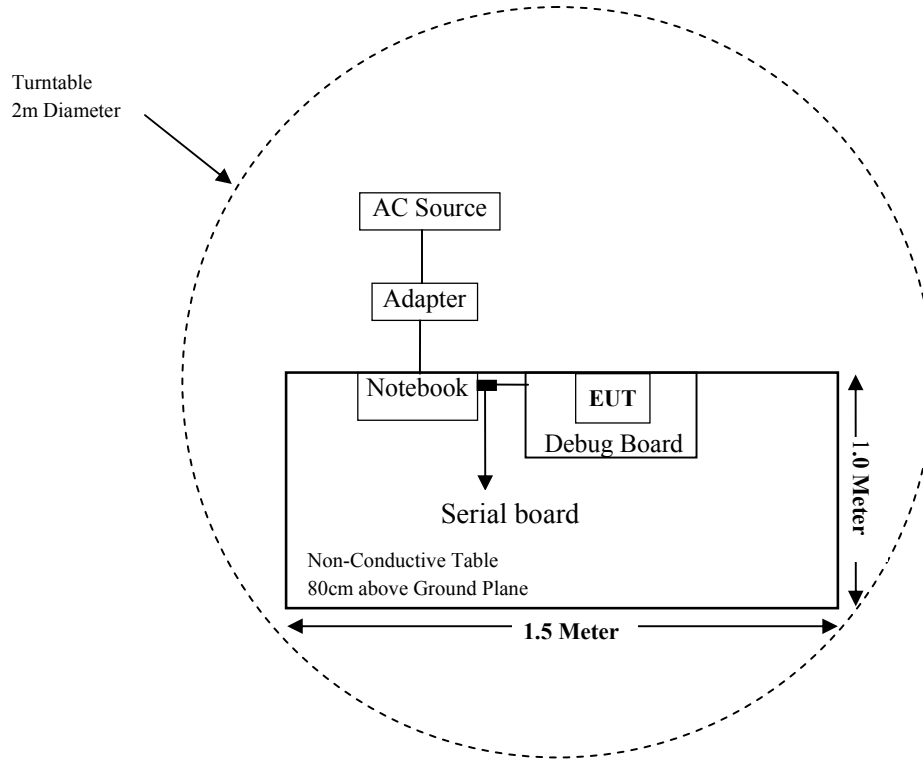 Turntable
2m Diameter
AC Source
Adapter
Notebook
EUT
Debug Board
Serial board
Non-Conductive Table
80cm above Ground Plane
1.0 Meter
1.5 Meter